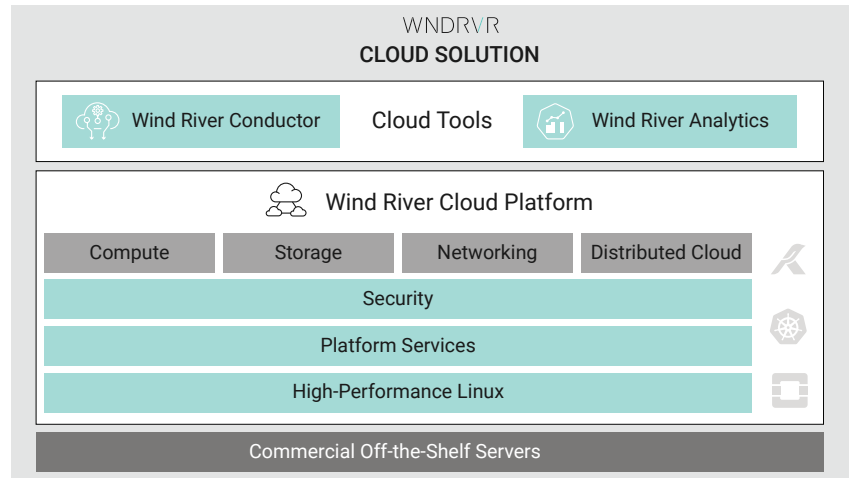 WNDRVR
CLOUD SOLUTION
Wind River Conductor
Cloud Tools
Wind River Analytics
Wind River Cloud Platform
Compute
Storage
Networking
Distributed Cloud
Security
Platform Services
High-Performance Linux
Commercial Off-the-Shelf Servers